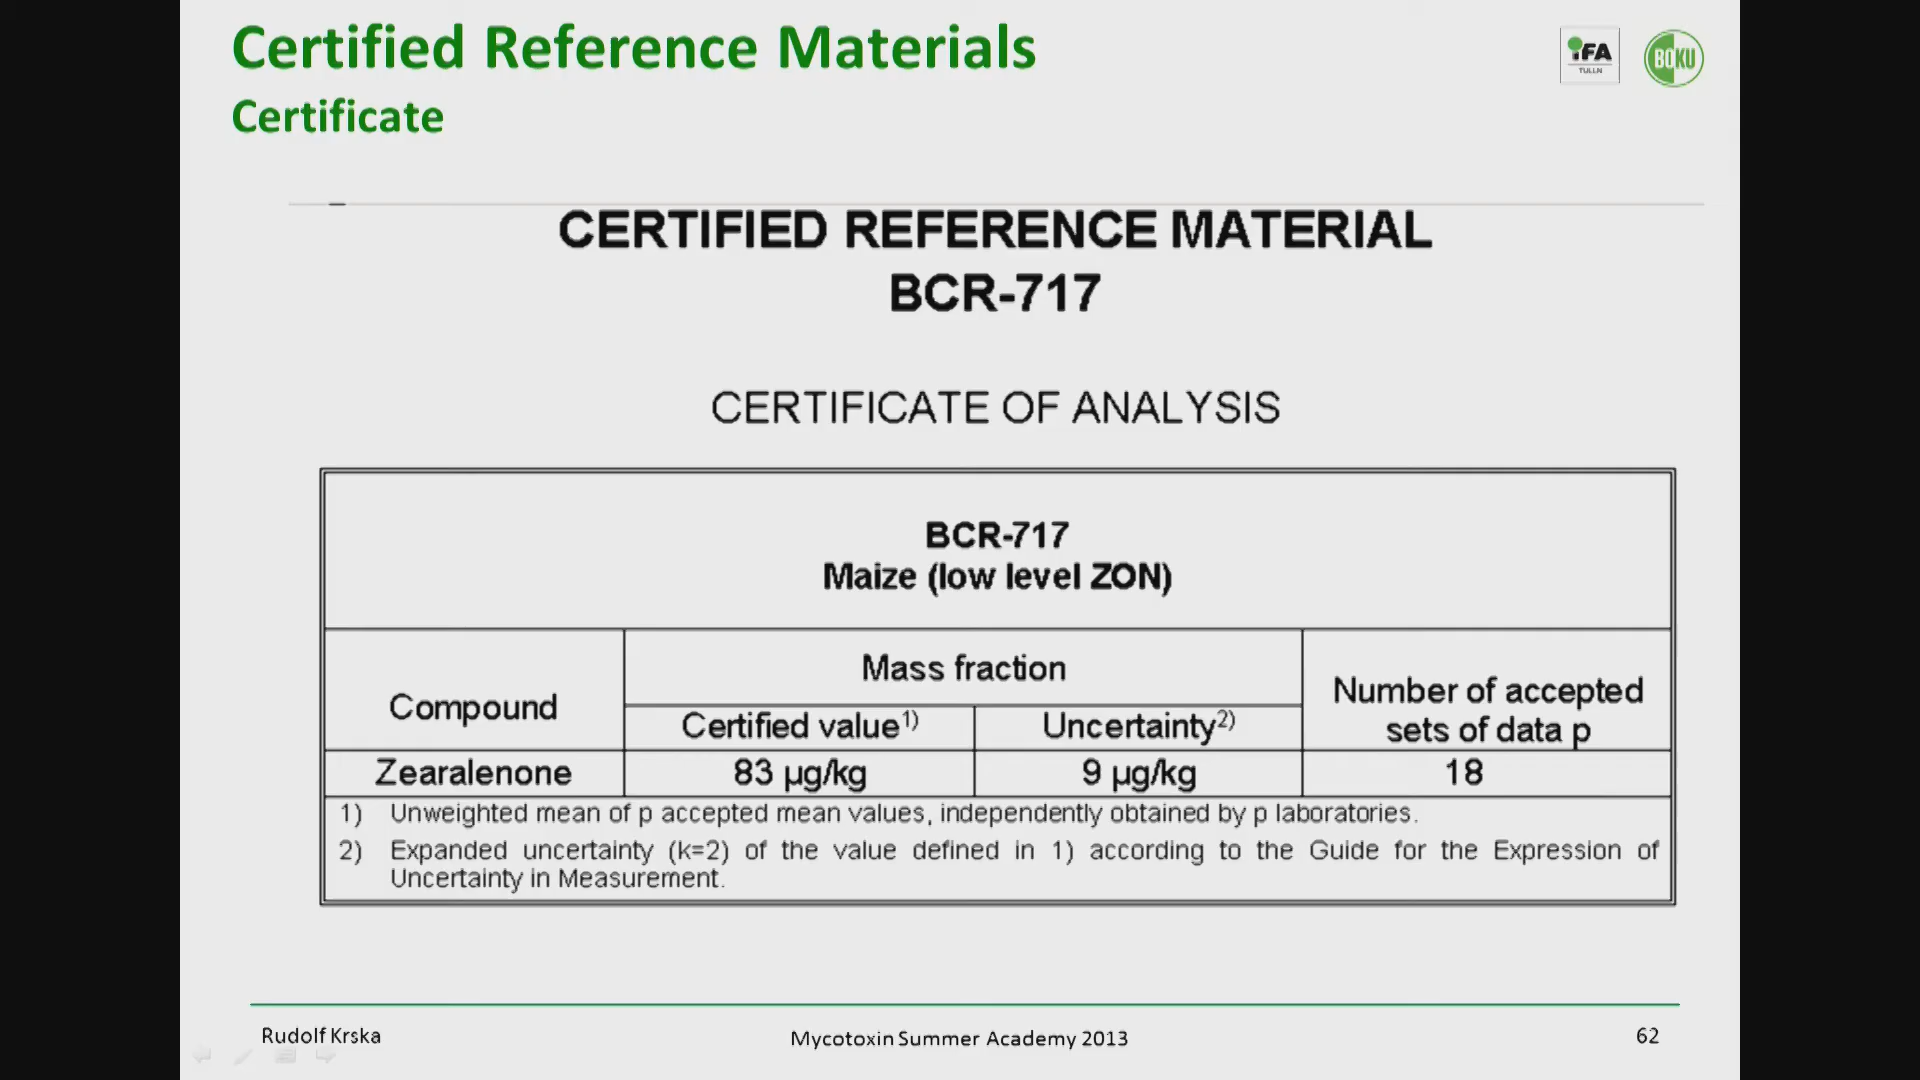 Certified Reference Materials
Certificate
iFA
TULLN
BOKU
CERTIFIED REFERENCE MATERIAL
BCR-717
CERTIFICATE OF ANALYSIS
BCR-717
Maize (low level ZON)
Compound
Mass fraction
Certified value1)
Uncertainty2)
Number of accepted
sets of data p
Zearalenone
83 µg/kg
9 µg/kg
18
1) Unweighted mean of p accepted mean values, independently obtained by p laboratories.
2) Expanded uncertainty (k=2) of the value defined in 1) according to the Guide for the Expression of
Uncertainty in Measurement.
Rudolf Krska
Mycotoxin Summer Academy 2013
62